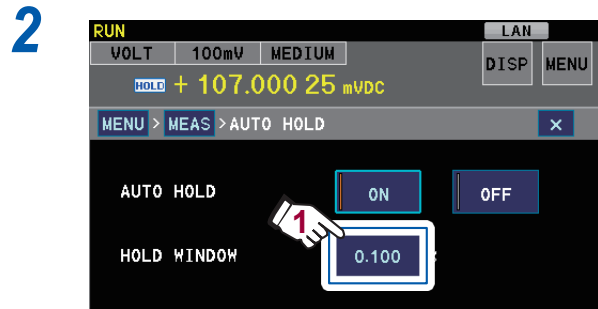 2
RUN LAN
VOLT 100mV MEDIUM DISP MENU
HOLD + 107.000 25 mVDC
MENU > MEAS > AUTO HOLD ×
AUTO HOLD ON OFF
1
HOLD WINDOW 0.100